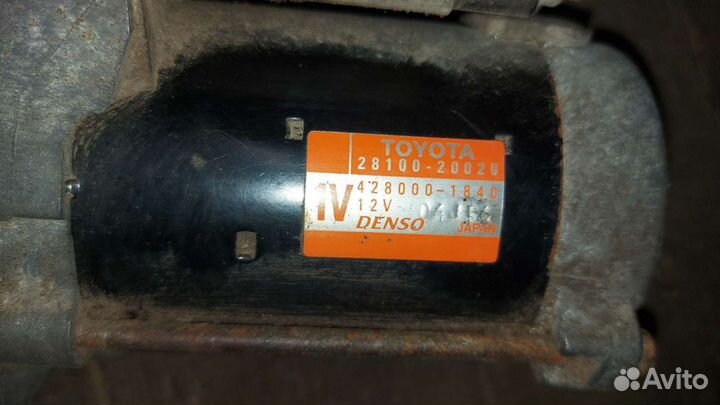 TOYOTA
28100-20020
1V
428000-1840
12V
DENSO
JAPAN
Avito